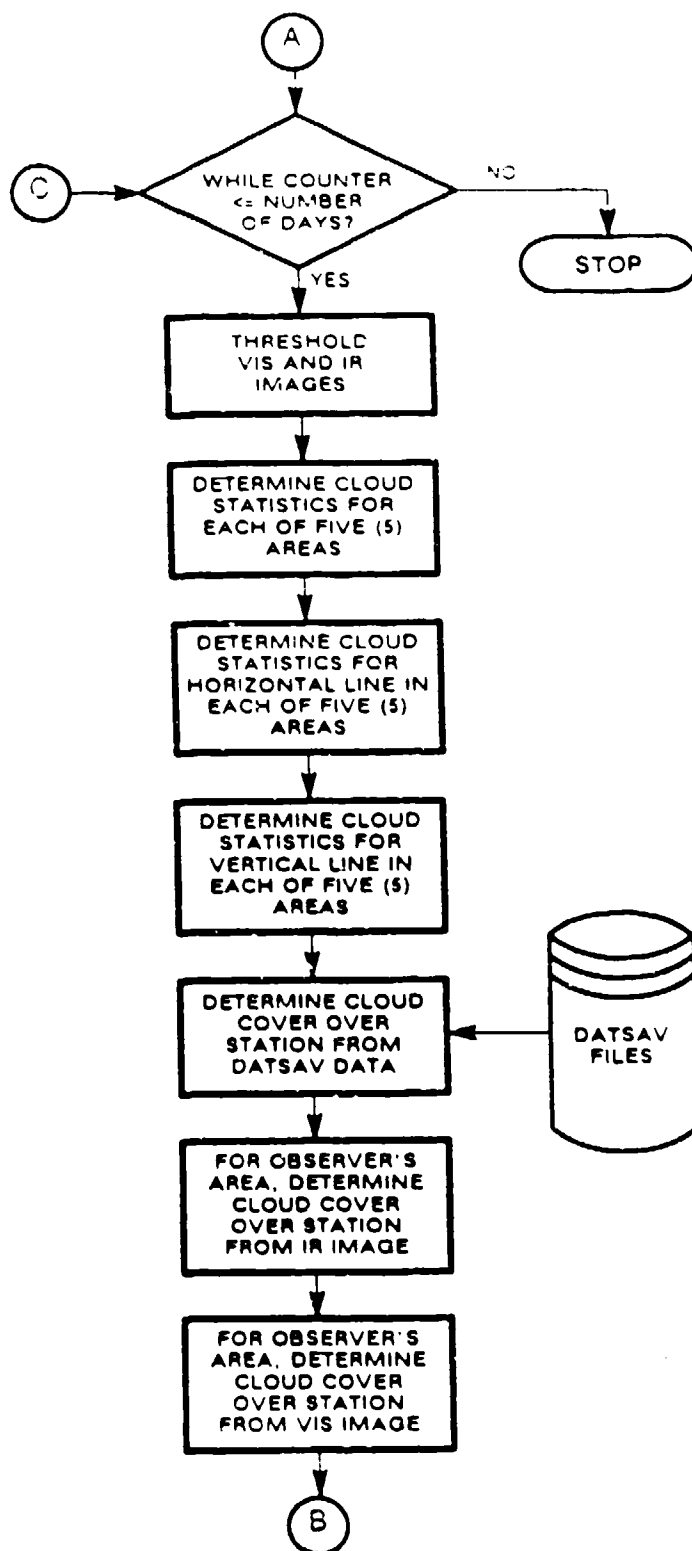 A
C
WHILE COUNTER
<= NUMBER
OF DAYS?
NO
STOP
YES
THRESHOLD
VIS AND IR
IMAGES
DETERMINE CLOUD
STATISTICS FOR
EACH OF FIVE (5)
AREAS
DETERMINE CLOUD
STATISTICS FOR
HORIZONTAL LINE IN
EACH OF FIVE (5)
AREAS
DETERMINE CLOUD
STATISTICS FOR
VERTICAL LINE IN
EACH OF FIVE (5)
AREAS
DETERMINE CLOUD
COVER OVER
STATION FROM
DATSAV DATA
DATSAV
FILES
FOR OBSERVER'S
AREA, DETERMINE
CLOUD COVER
OVER STATION
FROM IR IMAGE
FOR OBSERVER'S
AREA, DETERMINE
CLOUD COVER
OVER STATION
FROM VIS IMAGE
B